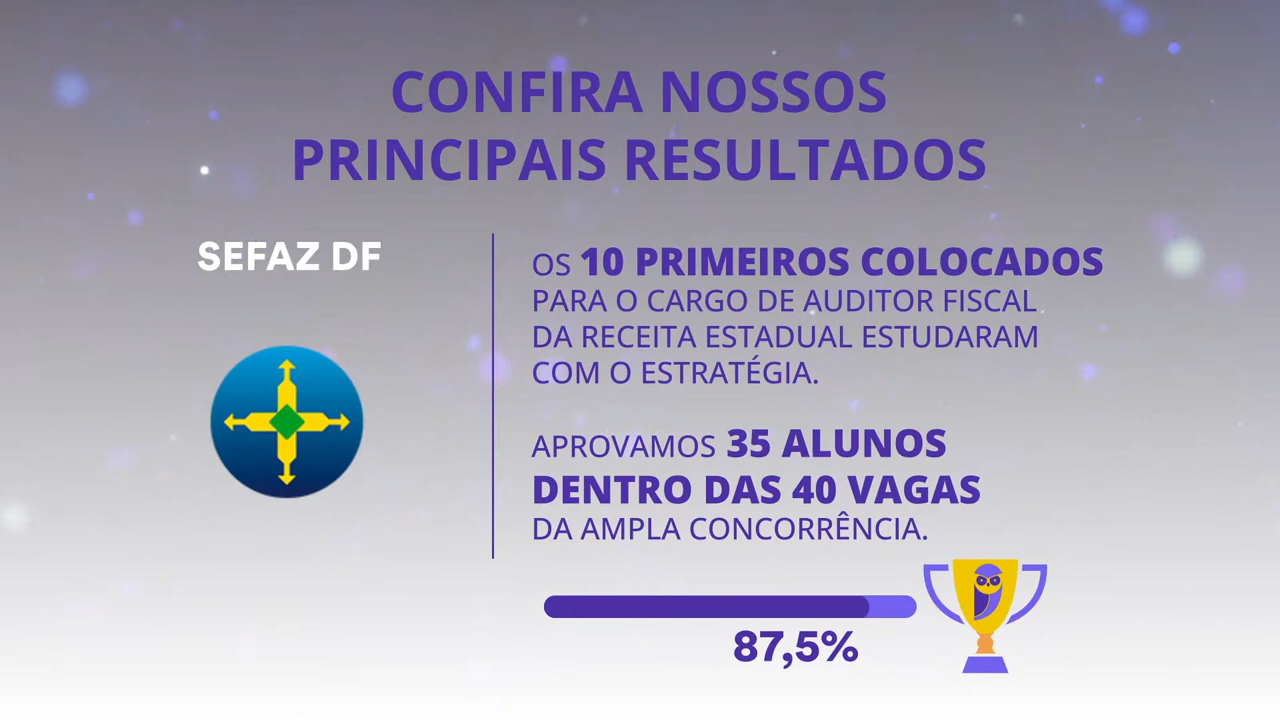 CONFIRA NOSSOS
PRINCIPAIS RESULTADOS
SEFAZ DF
OS 10 PRIMEIROS COLOCADOS
PARA O CARGO DE AUDITOR FISCAL
DA RECEITA ESTADUAL ESTUDARAM
COM O ESTRATÉGIA.
APROVAMOS 35 ALUNOS
DENTRO DAS 40 VAGAS
DA AMPLA CONCORRÊNCIA.
87,5%